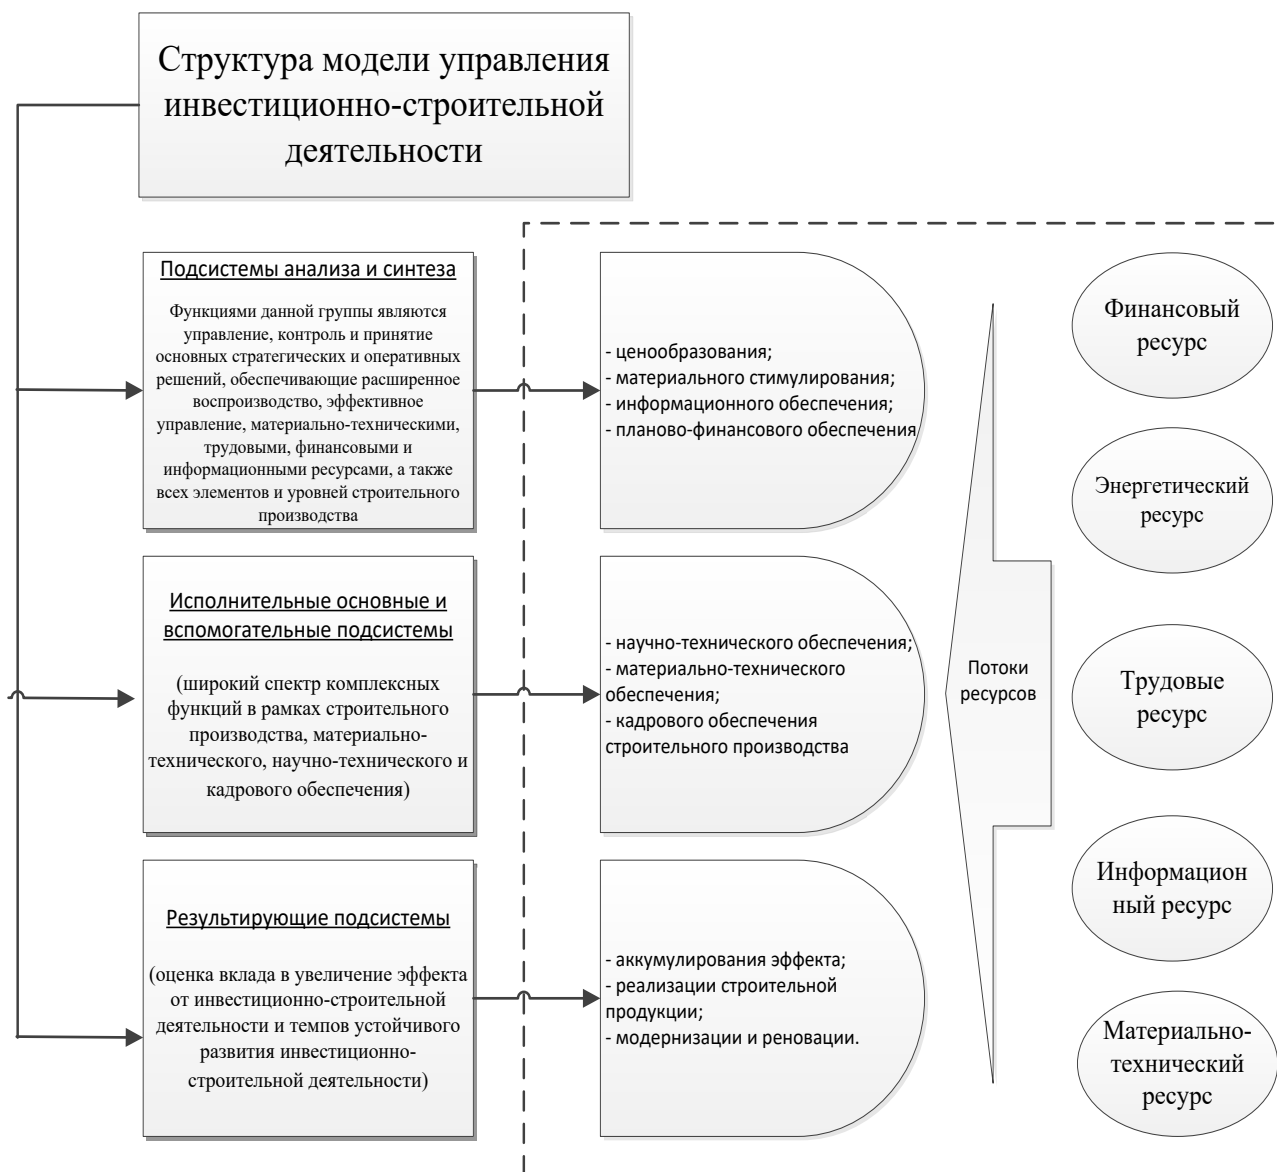 Структура модели управления
инвестиционно-строительной
деятельности
Подсистемы анализа и синтеза
Функциями данной группы являются
управление, контроль и принятие
основных стратегических и оперативных
решений, обеспечивающие расширенное
воспроизводство, эффективное
управление, материально-техническими,
трудовыми, финансовыми и
информационными ресурсами, а также
всех элементов и уровней строительного
производства
- ценообразования;
- материального стимулирования;
- информационного обеспечения;
- планово-финансового обеспечения
Исполнительные основные и
вспомогательные подсистемы
(широкий спектр комплексных
функций в рамках строительного
производства, материально-
технического, научно-технического и
кадрового обеспечения)
- научно-технического обеспечения;
- материально-технического
обеспечения;
- кадрового обеспечения
строительного производства
Результирующие подсистемы
(оценка вклада в увеличение эффекта
от инвестиционно-строительной
деятельности и темпов устойчивого
развития инвестиционно-
строительной деятельности)
- аккумулирования эффекта;
- реализации строительной
продукции;
- модернизации и реновации.
Потоки
ресурсов
Финансовый
ресурс
Энергетический
ресурс
Трудовые
ресурс
Информацион
ный ресурс
Материально-
технический
ресурс